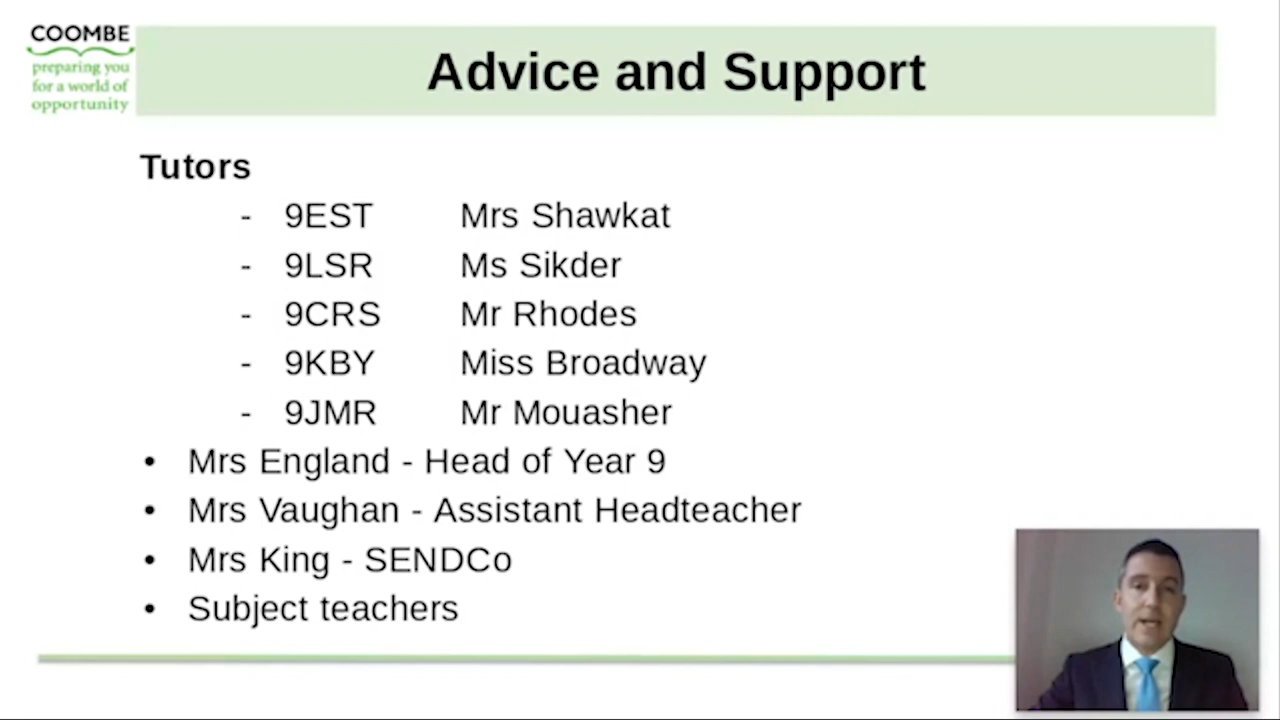 COOMBE
preparing you
for a world of
opportunity
Advice and Support
Tutors
- 9EST Mrs Shawkat
- 9LSR Ms Sikder
- 9CRS Mr Rhodes
- 9KBY Miss Broadway
- 9JMR Mr Mouasher
• Mrs England - Head of Year 9
• Mrs Vaughan - Assistant Headteacher
• Mrs King - SENDCo
• Subject teachers